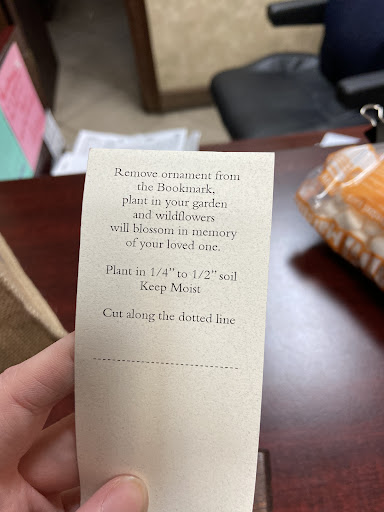 Remove ornament from
the Bookmark,
plant in your garden
and wildflowers
will blossom in memory
of your loved one.
Plant in 1/4" to 1/2" soil
Keep Moist
Cut along the dotted line